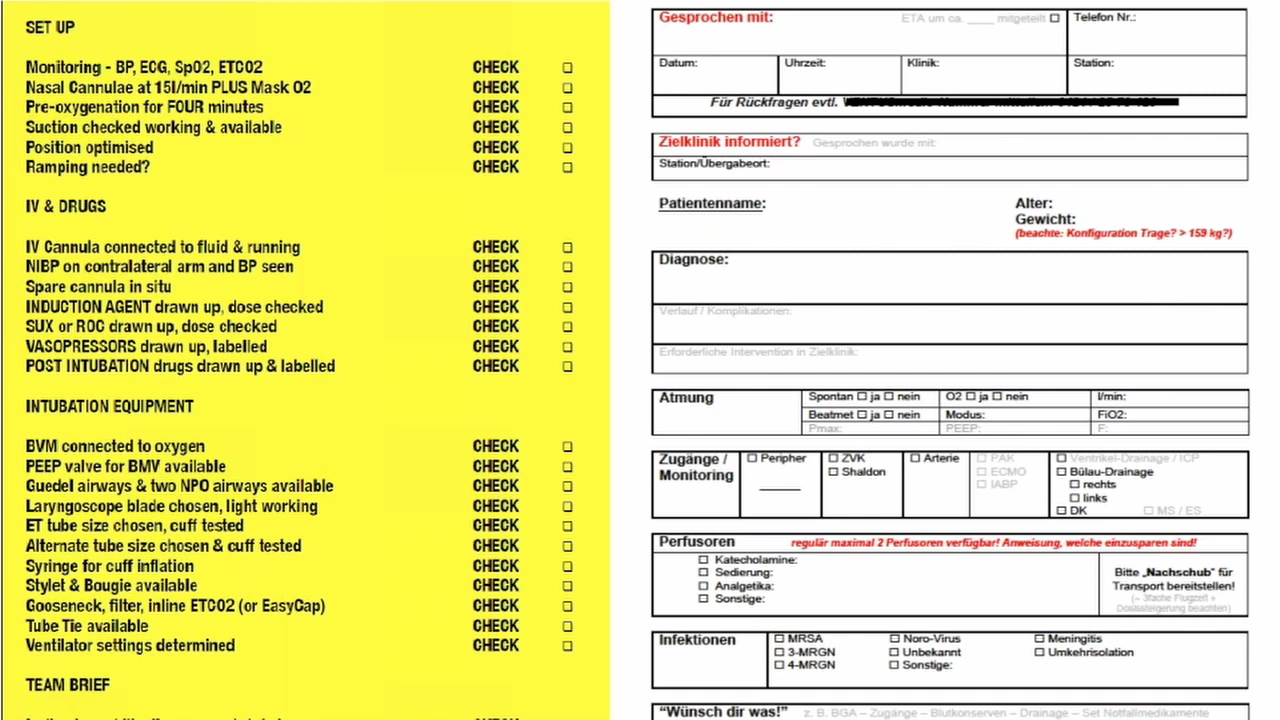 SET UP
Monitoring - BP, ECG, SpO2, ETCO2 CHECK ❏
Nasal Cannulae at 15l/min PLUS Mask O2 CHECK ❏
Pre-oxygenation for FOUR minutes CHECK ❏
Suction checked working & available CHECK ❏
Position optimised CHECK ❏
Ramping needed? CHECK ❏
IV & DRUGS
IV Cannula connected to fluid & running CHECK ❏
NIBP on contralateral arm and BP seen CHECK ❏
Spare cannula in situ CHECK ❏
INDUCTION AGENT drawn up, dose checked CHECK ❏
SUX or ROC drawn up, dose checked CHECK ❏
VASOPRESSORS drawn up, labelled CHECK ❏
POST INTUBATION drugs drawn up & labelled CHECK ❏
INTUBATION EQUIPMENT
BVM connected to oxygen CHECK ❏
PEEP valve for BMV available CHECK ❏
Guedel airways & two NPO airways available CHECK ❏
Laryngoscope blade chosen, light working CHECK ❏
ET tube size chosen, cuff tested CHECK ❏
Alternate tube size chosen & cuff tested CHECK ❏
Syringe for cuff inflation CHECK ❏
Stylet & Bougie available CHECK ❏
Gooseneck, filter, inline ETCO2 (or EasyCap) CHECK ❏
Tube Tie available CHECK ❏
Ventilator settings determined CHECK ❏
TEAM BRIEF
Gesprochen mit: ETA um ca. ____ mitgeteilt ☐ Telefon Nr.:
Datum: Uhrzeit: Klinik: Station:
Für Rückfragen evtl.
Zielklinik informiert? Gesprochen wurde mit:
Station/Übergabeort:
Patientenname: Alter:
Gewicht:
(beachte: Konfiguration Trage? > 159 kg?)
Diagnose:
Verlauf / Komplikationen:
Erforderliche Intervention in Zielklinik:
Atmung Spontan ☐ ja ☐ nein O2 ☐ ja ☐ nein l/min:
Beatmet ☐ ja ☐ nein Modus: FiO2:
Pmax: PEEP: F:
Zugänge / ☐ Peripher ☐ ZVK ☐ Arterie ☐ PAK ☐ Ventrikel-Drainage / ICP
Monitoring ____ ☐ Shaldon ☐ ECMO ☐ Bülau-Drainage
☐ IABP ☐ rechts
☐ links
☐ DK ☐ MS / ES
Perfusoren regulär maximal 2 Perfusoren verfügbar! Anweisung, welche einzusparen sind!
☐ Katecholamine:
☐ Sedierung: Bitte „Nachschub“ für
☐ Analgetika: Transport bereitstellen!
☐ Sonstige: (~ 3fache Flugzeit +
Dosissteigerung beachten)
Infektionen ☐ MRSA ☐ Noro-Virus ☐ Meningitis
☐ 3-MRGN ☐ Unbekannt ☐ Umkehrisolation
☐ 4-MRGN ☐ Sonstige:
“Wünsch dir was!” z. B. BGA – Zugänge – Blutkonserven – Drainage – Set Notfallmedikamente